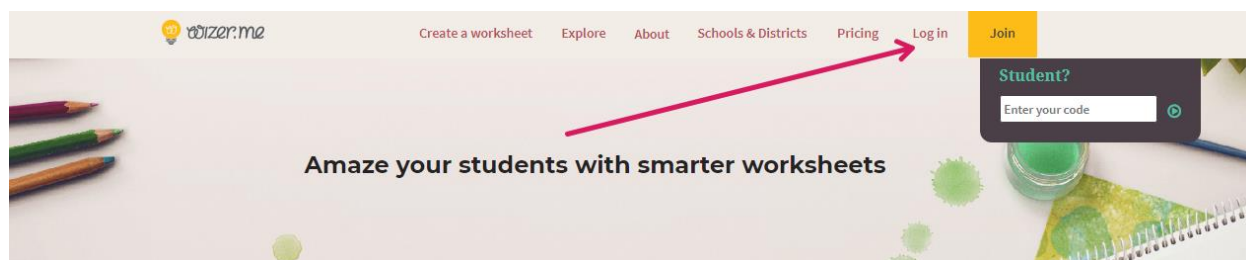 wizer.me
Create a worksheet Explore About Schools & Districts Pricing Log in Join
Student?
Enter your code
Amaze your students with smarter worksheets